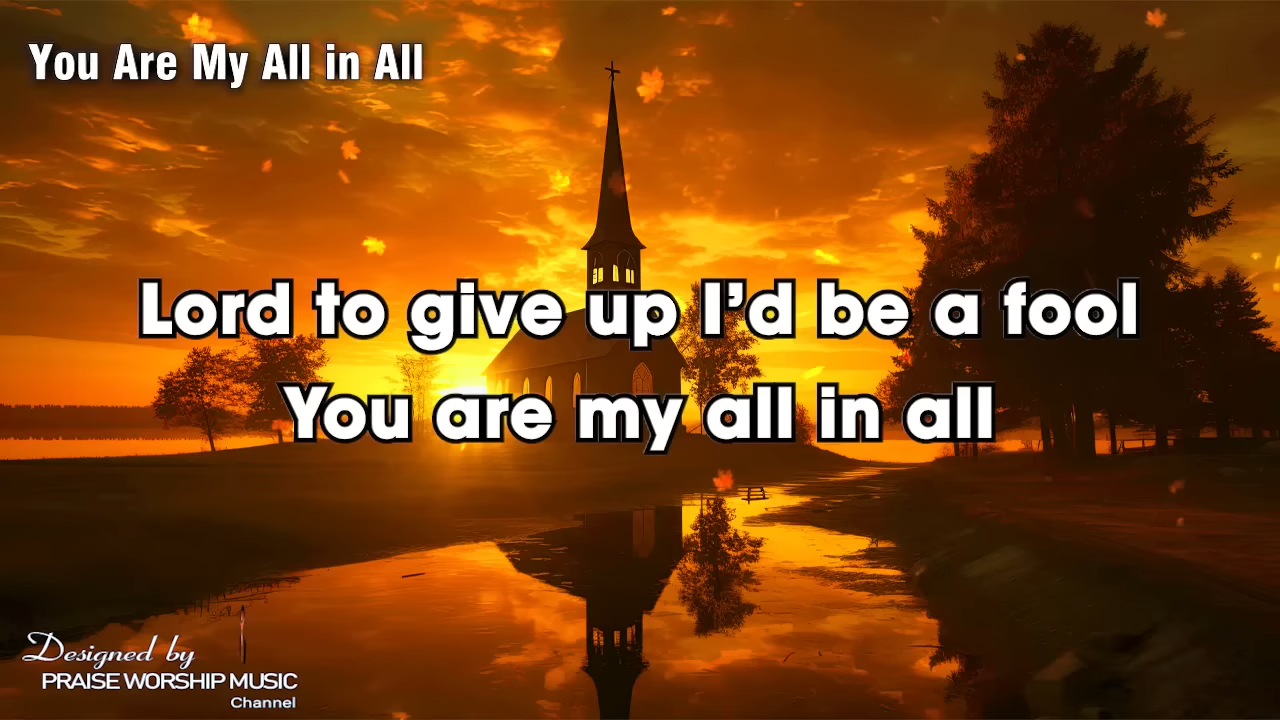 You Are My All in All
Lord to give up I’d be a fool
You are my all in all
Designed by
PRAISE WORSHIP MUSIC
Channel